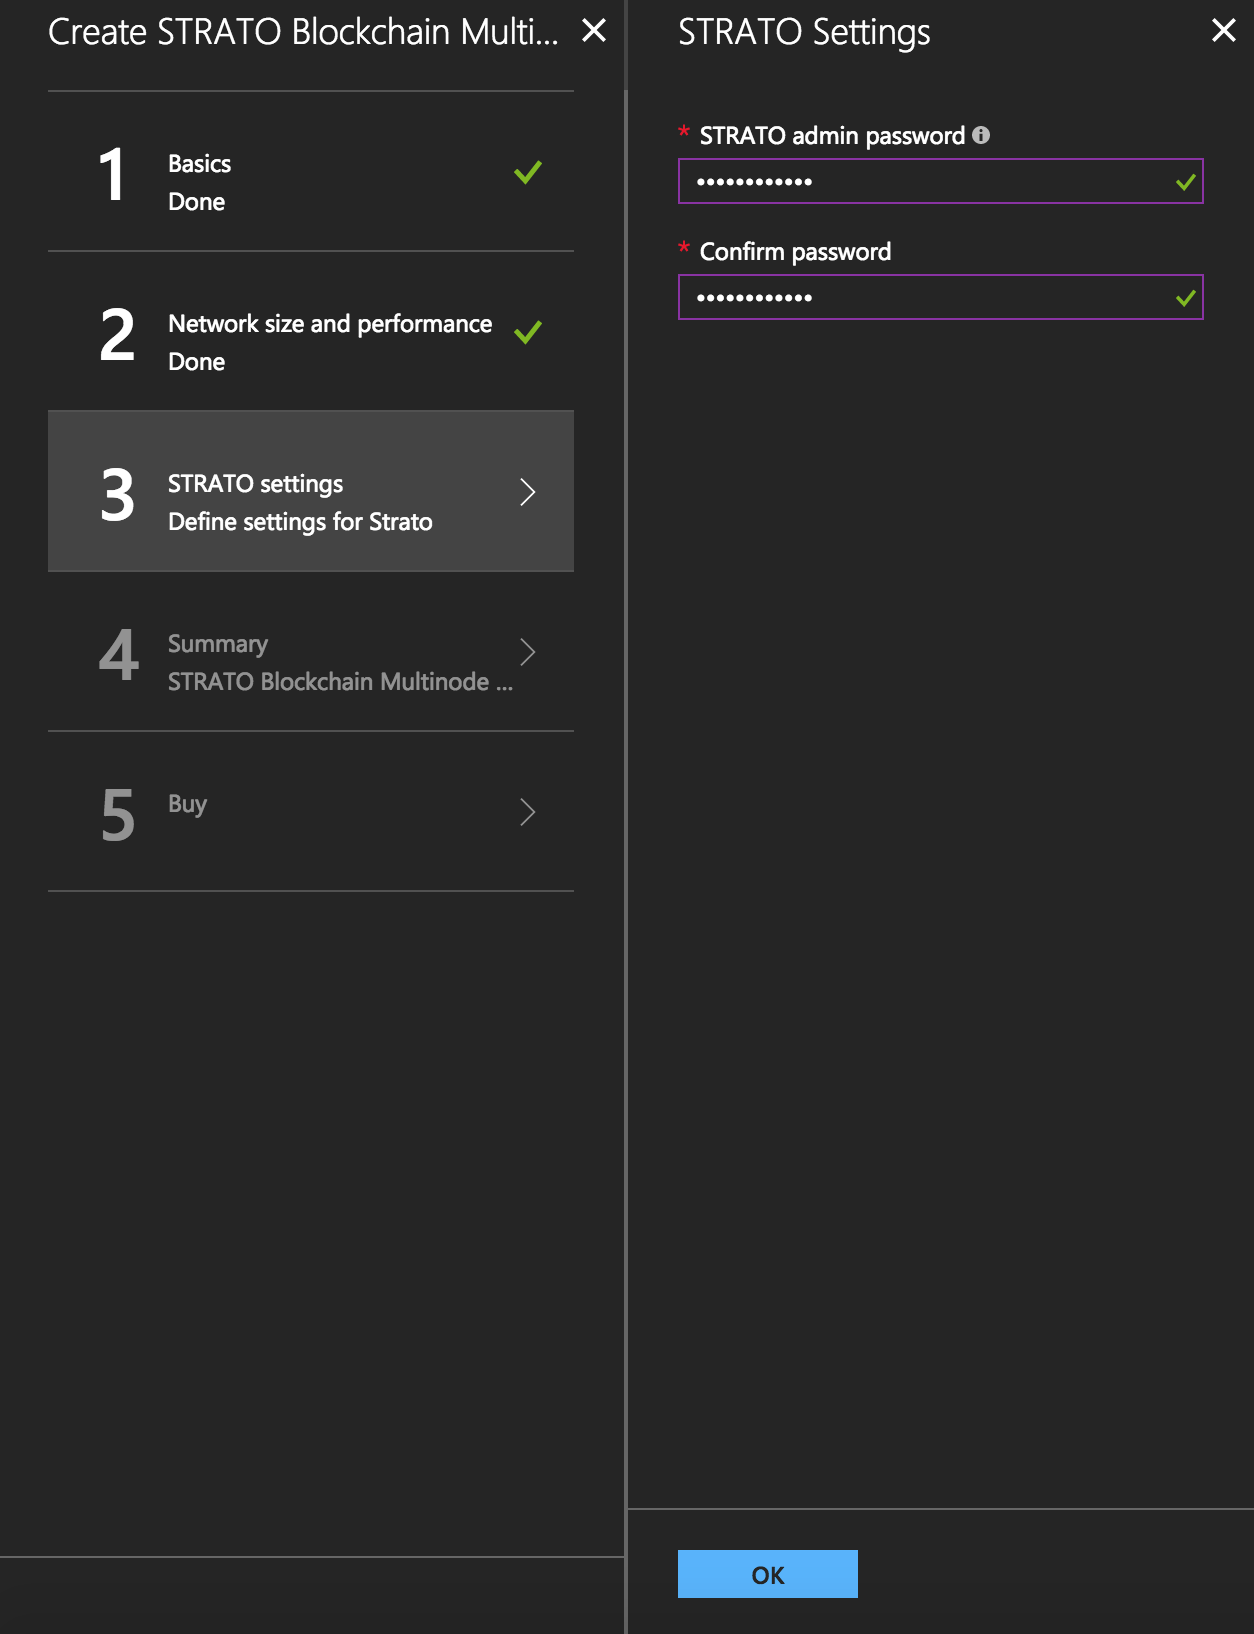 Create STRATO Blockchain Multi...
1
Basics
Done
2
Network size and performance
Done
3
STRATO settings
Define settings for Strato
4
Summary
STRATO Blockchain Multinode ...
5
Buy
STRATO Settings
* STRATO admin password
••••••••••••
* Confirm password
••••••••••••
OK